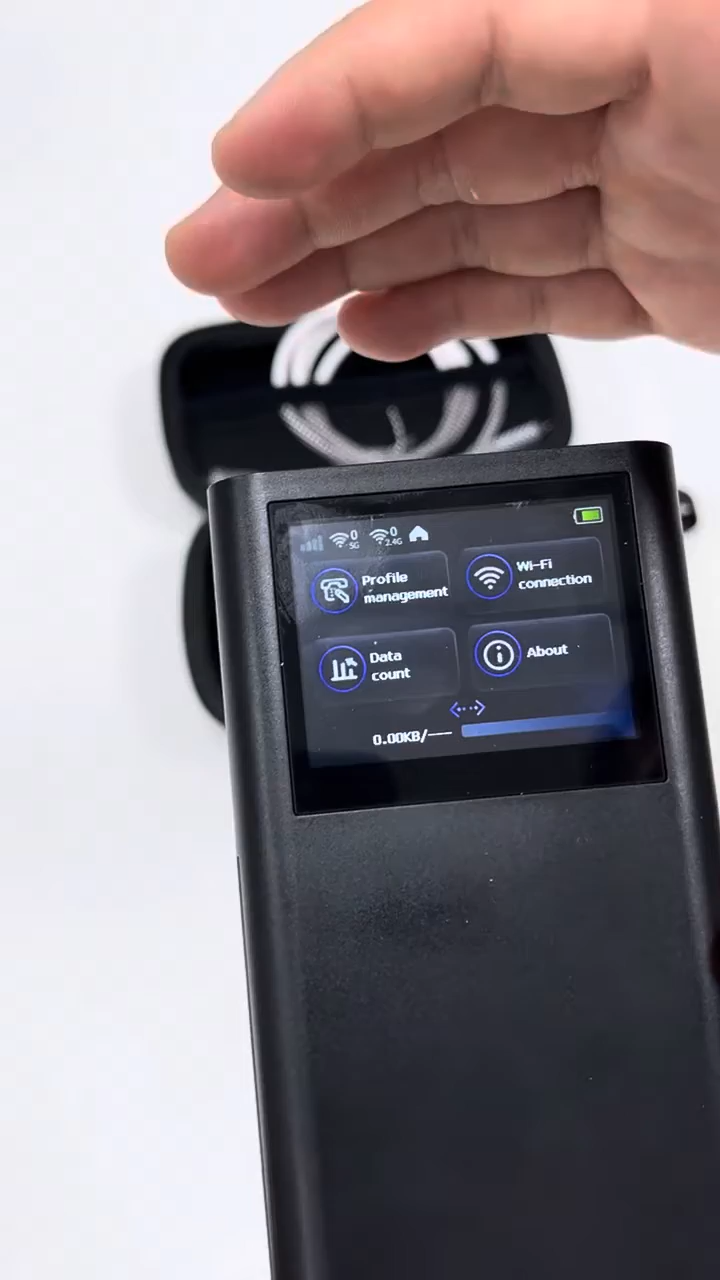 0
5G
0
2.4G
Profile
management
Wi-Fi
connection
Data
count
About
0.00KB/---